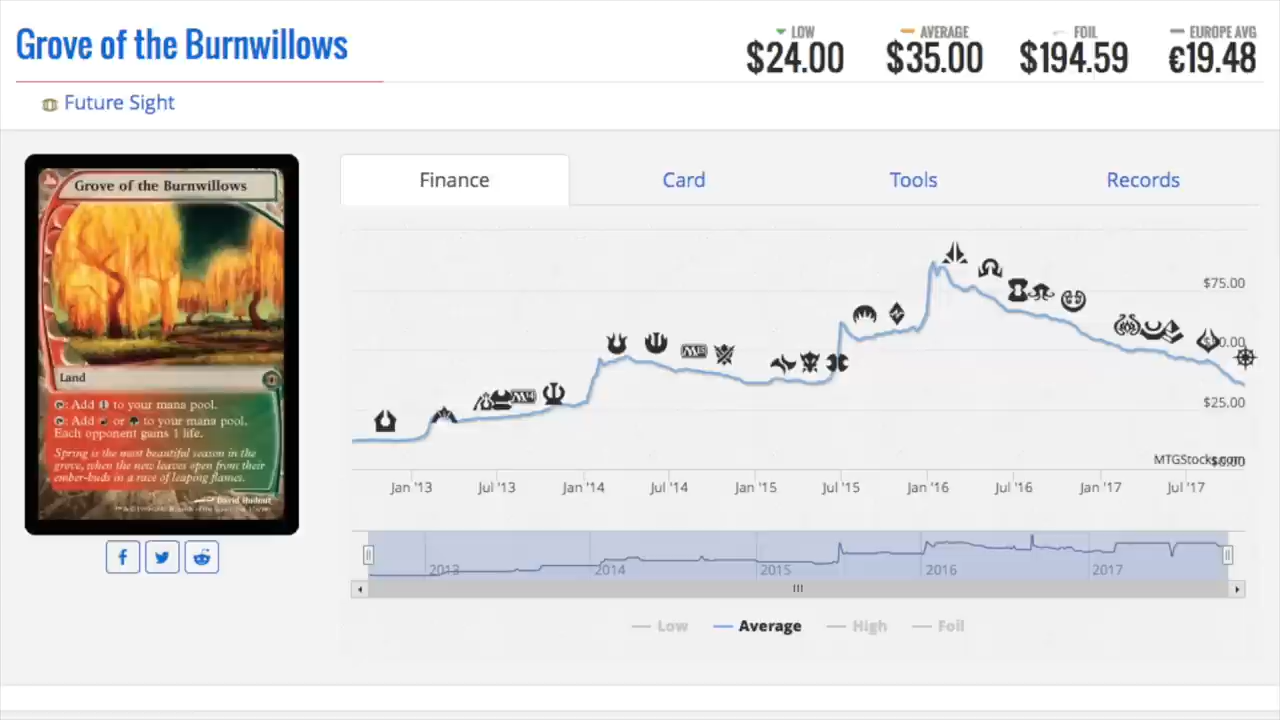 Grove of the Burnwillows
LOW
$24.00
AVERAGE
$35.00
FOIL
$194.59
EUROPE AVG
€19.48
Future Sight
Grove of the Burnwillows
Land
: Add to your mana pool.
: Add or to your mana pool.
Each opponent gains 1 life.
Spring is the most beautiful season in the
grove, when the new leaves open from their
ember-buds in a race of leaping flames.
Finance
Card
Tools
Records
$75.00
$50.00
$25.00
MTGStocks.com
$0.00
Jan '13
Jul '13
Jan '14
Jul '14
Jan '15
Jul '15
Jan '16
Jul '16
Jan '17
Jul '17
2013
2014
2015
2016
2017
Low
Average
High
Foil